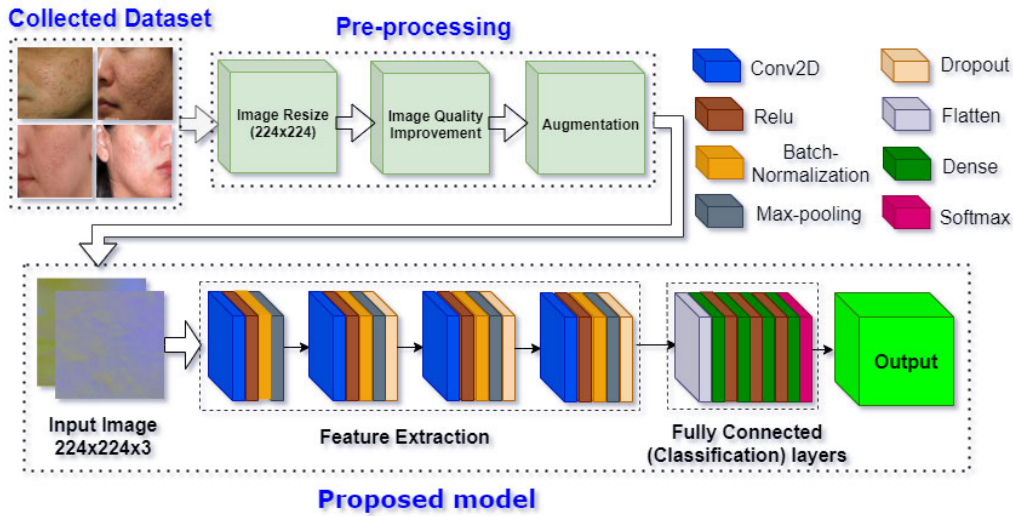 Collected Dataset
Pre-processing
Image Resize
(224x224)
Image Quality
Improvement
Augmentation
Conv2D
Relu
Batch-
Normalization
Max-pooling
Dropout
Flatten
Dense
Softmax
Input Image
224x224x3
Feature Extraction
Fully Connected
(Classification) layers
Output
Proposed model